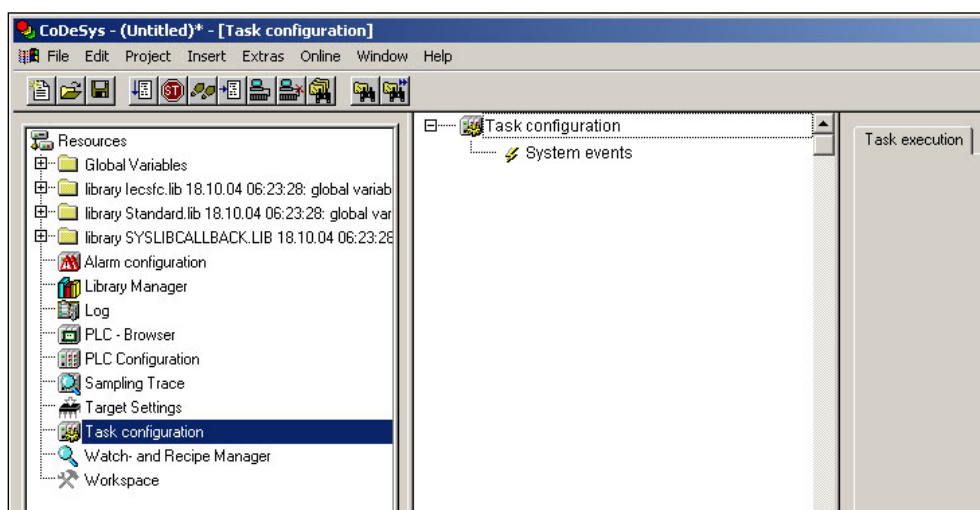 CoDeSys - (Untitled)* - [Task configuration]
File Edit Project Insert Extras Online Window Help
ST
Resources
Global Variables
library Iecsfc.lib 18.10.04 06:23:28: global variab
library Standard.lib 18.10.04 06:23:28: global var
library SYSLIBCALLBACK.LIB 18.10.04 06:23:28
Alarm configuration
Library Manager
Log
PLC - Browser
PLC Configuration
Sampling Trace
Target Settings
Task configuration
Watch- and Recipe Manager
Workspace
Task configuration
System events
Task execution